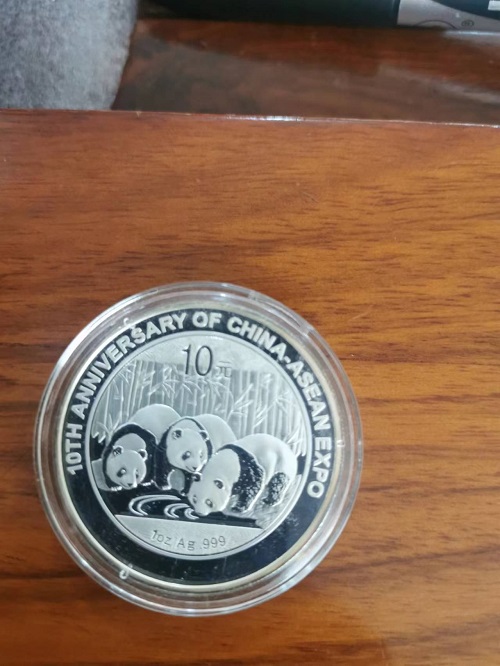 10TH ANNIVERSARY OF CHINA-ASEAN EXPO
10元
1oz Ag .999